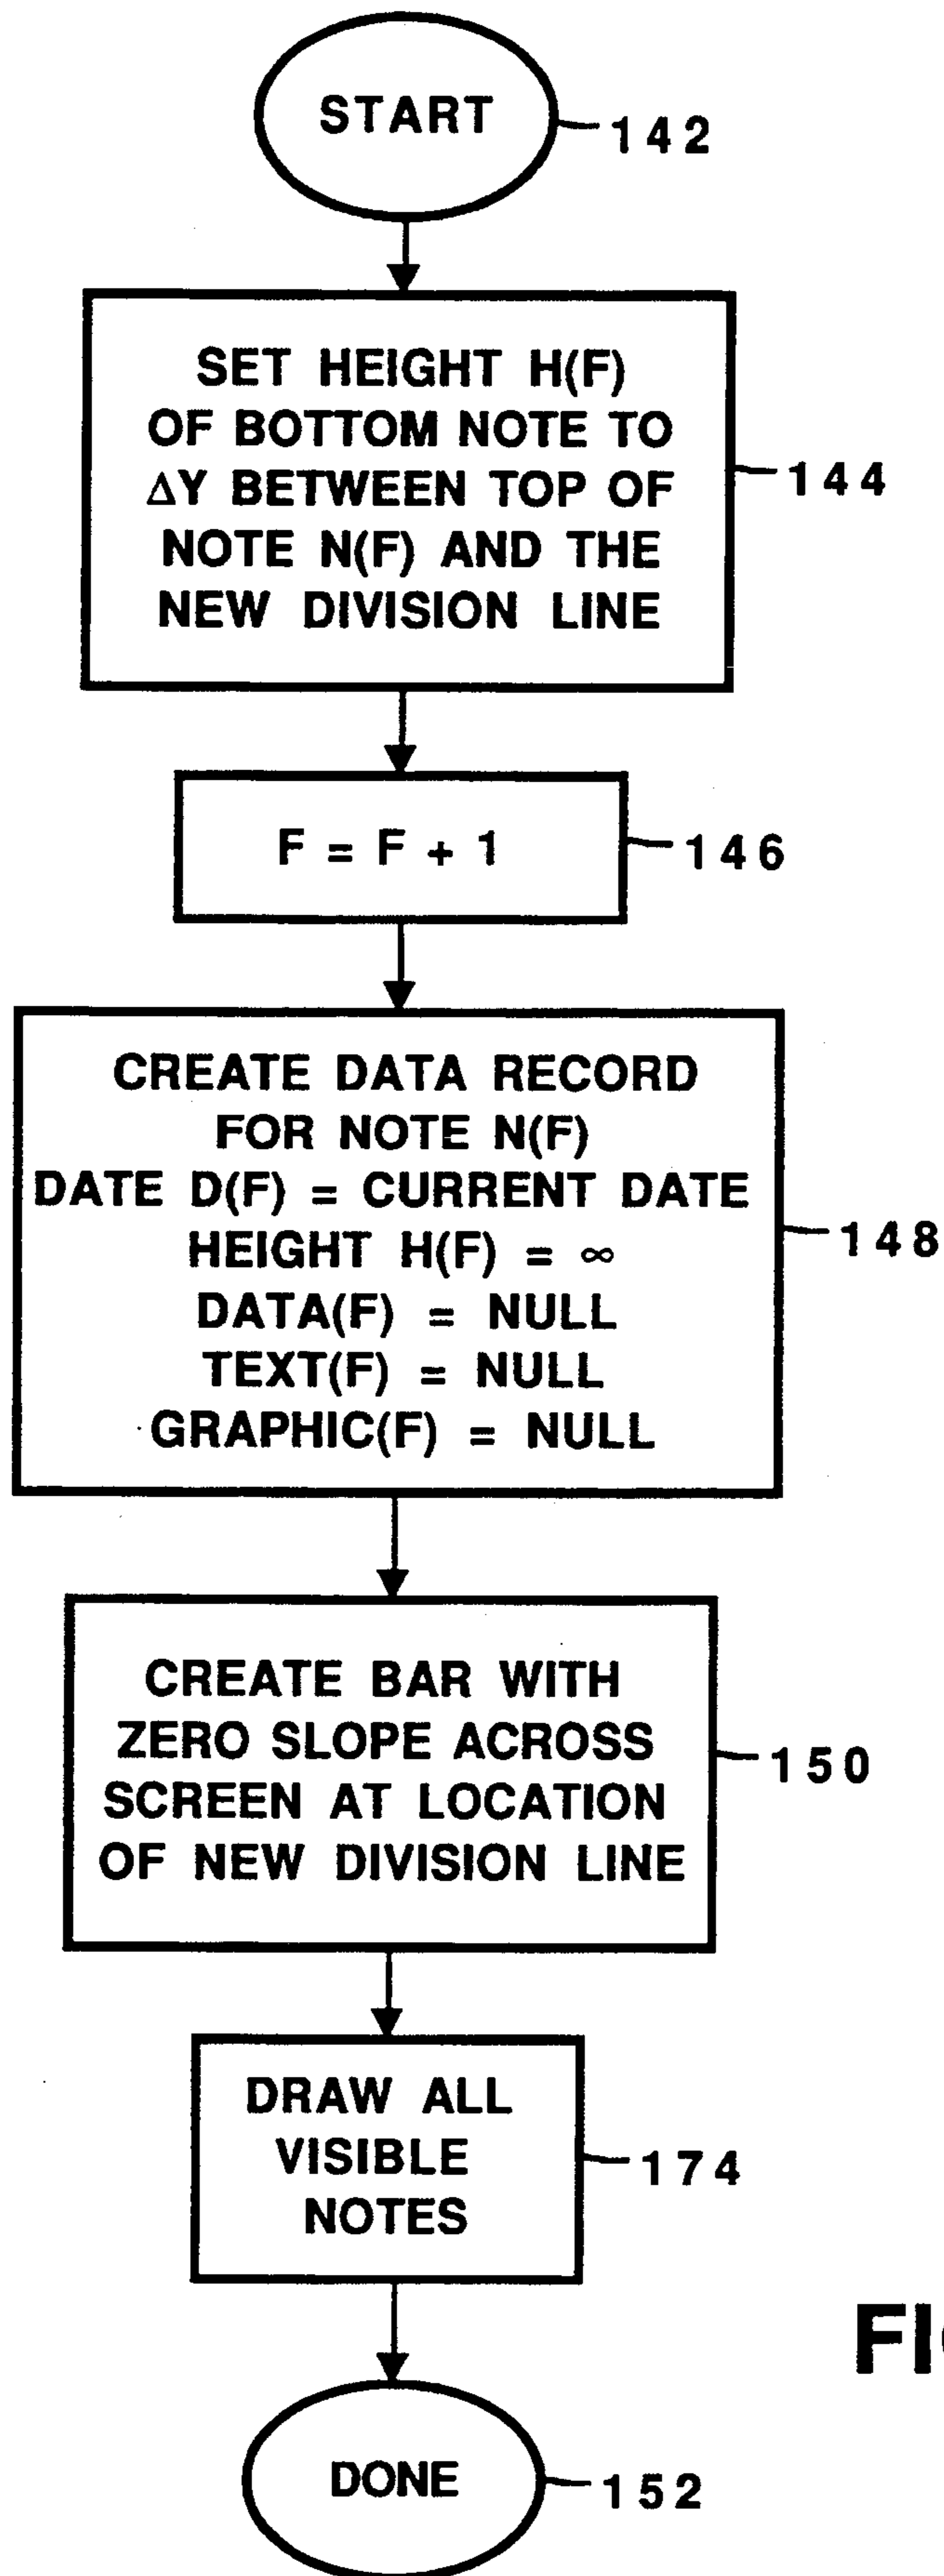 START
142
SET HEIGHT H(F)
OF BOTTOM NOTE TO
ΔY BETWEEN TOP OF
NOTE N(F) AND THE
NEW DIVISION LINE
144
F = F + 1
146
CREATE DATA RECORD
FOR NOTE N(F)
DATE D(F) = CURRENT DATE
HEIGHT H(F) = ∞
DATA(F) = NULL
TEXT(F) = NULL
GRAPHIC(F) = NULL
148
CREATE BAR WITH
ZERO SLOPE ACROSS
SCREEN AT LOCATION
OF NEW DIVISION LINE
150
DRAW ALL
VISIBLE
NOTES
174
DONE
152